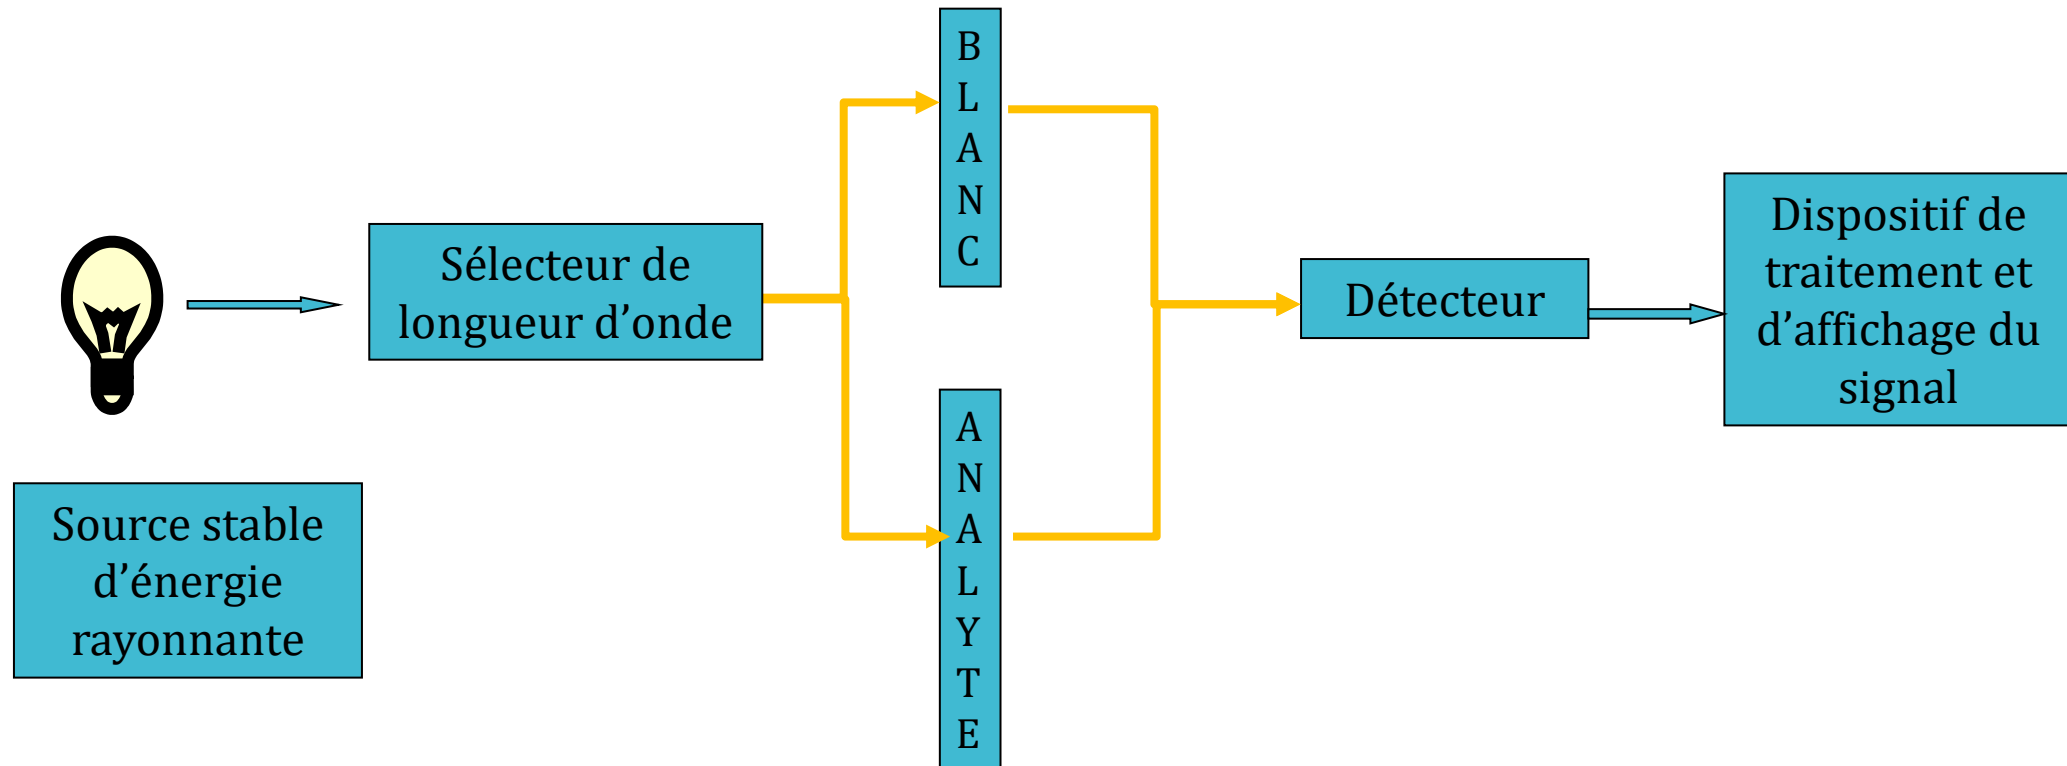 Source stable
d’énergie
rayonnante
Sélecteur de
longueur d’onde
B
L
A
N
C
A
N
A
L
Y
T
E
Détecteur
Dispositif de
traitement et
d’affichage du
signal